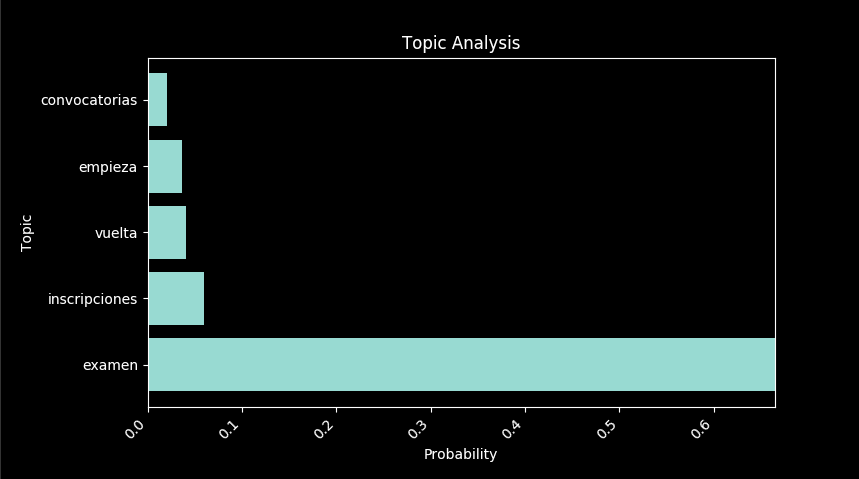 Topic Analysis
convocatorias
empieza
vuelta
inscripciones
examen
Topic
0.0 0.1 0.2 0.3 0.4 0.5 0.6
Probability